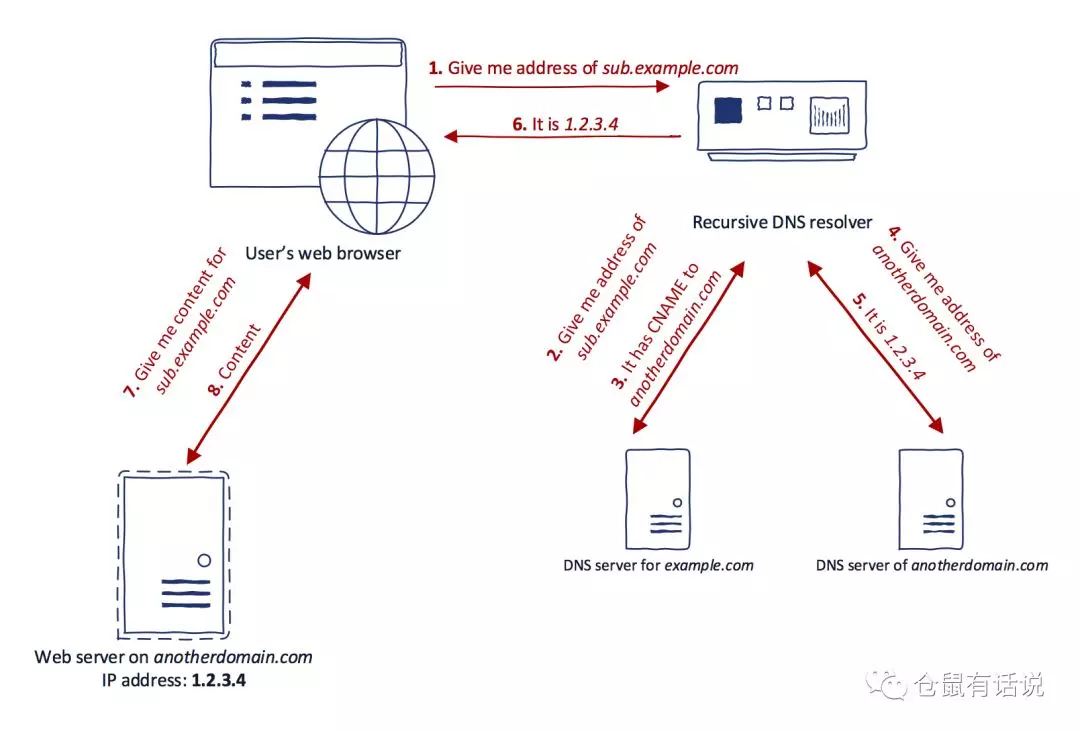 1. Give me address of sub.example.com
6. It is 1.2.3.4
User's web browser
Recursive DNS resolver
7. Give me content for
sub.example.com
8. Content
2. Give me address of
sub.example.com
3. It has CNAME to
anotherdomain.com
4. Give me address of
anotherdomain.com
5. It is 1.2.3.4
DNS server for example.com
DNS server of anotherdomain.com
Web server on anotherdomain.com
IP address: 1.2.3.4
仓鼠有话说